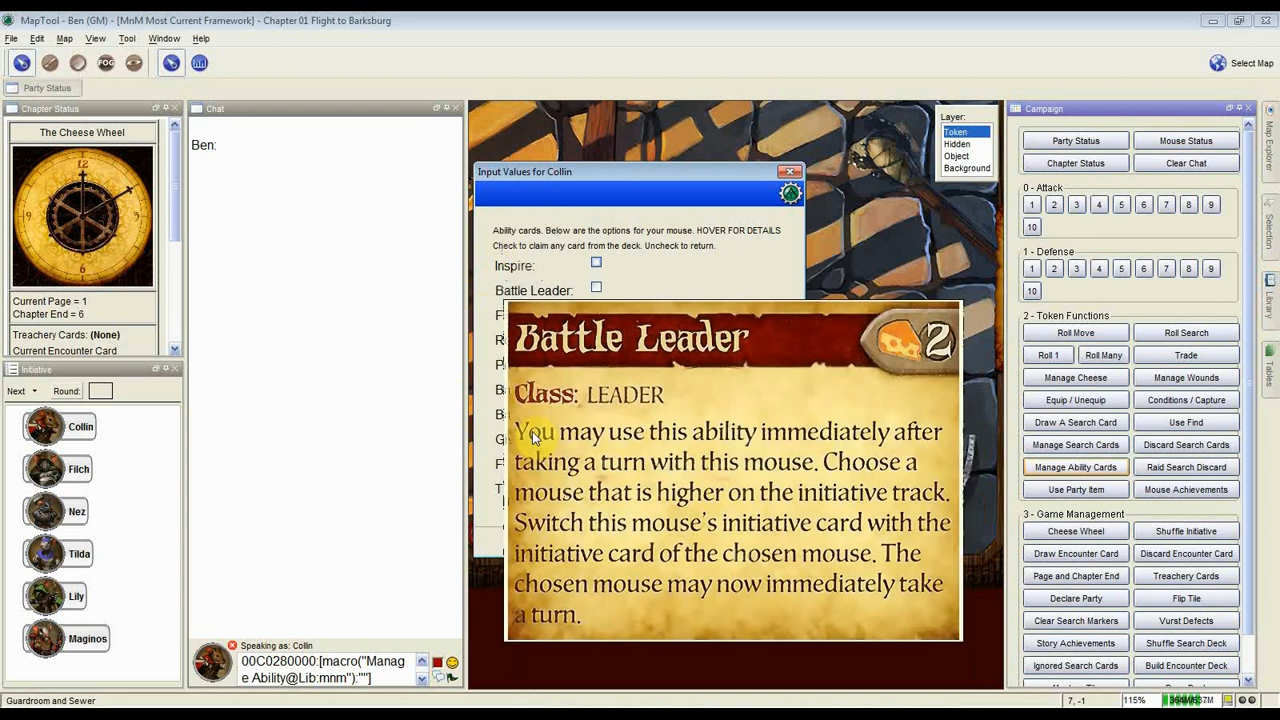 MapTool - Ben (GM) - [MnM Most Current Framework] - Chapter 01 Flight to Barksburg
File Edit Map View Tool Window Help
FOG
Select Map
Party Status
Chapter Status
The Cheese Wheel
12
Current Page = 1
Chapter End = 6
Treachery Cards: (None)
Current Encounter Card
Initiative
Next Round:
Collin
Filch
Nez
Tilda
Lily
Maginos
Chat
Ben:
Speaking as: Collin
00C0280000:[macro("Manag
e Ability@Lib:mnm"):""]
Layer:
Token
Hidden
Object
Background
Input Values for Collin
Ability cards. Below are the options for your mouse. HOVER FOR DETAILS
Check to claim any card from the deck. Uncheck to return.
Inspire:
Battle Leader:
Battle Leader 2
Class: LEADER
You may use this ability immediately after
taking a turn with this mouse. Choose a
mouse that is higher on the initiative track.
Switch this mouse's initiative card with the
initiative card of the chosen mouse. The
chosen mouse may now immediately take
a turn.
Campaign
Party Status Mouse Status
Chapter Status Clear Chat
0 - Attack
1 2 3 4 5 6 7 8 9
10
1 - Defense
1 2 3 4 5 6 7 8 9
10
2 - Token Functions
Roll Move Roll Search
Roll 1 Roll Many Trade
Manage Cheese Manage Wounds
Equip / Unequip Conditions / Capture
Draw A Search Card Use Find
Manage Search Cards Discard Search Cards
Manage Ability Cards Raid Search Discard
Use Party Item Mouse Achievements
3 - Game Management
Cheese Wheel Shuffle Initiative
Draw Encounter Card Discard Encounter Card
Page and Chapter End Treachery Cards
Declare Party Flip Tile
Clear Search Markers Vurst Defects
Story Achievements Shuffle Search Deck
Ignored Search Cards Build Encounter Deck
Map Explorer
Selection
Library
Tables
Guardroom and Sewer
7, -1
115%